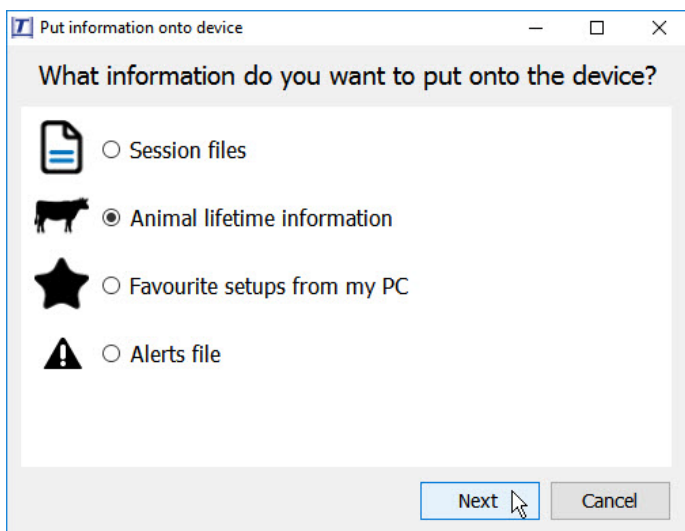 Put information onto device
What information do you want to put onto the device?
Session files
Animal lifetime information
Favourite setups from my PC
Alerts file
Next
Cancel